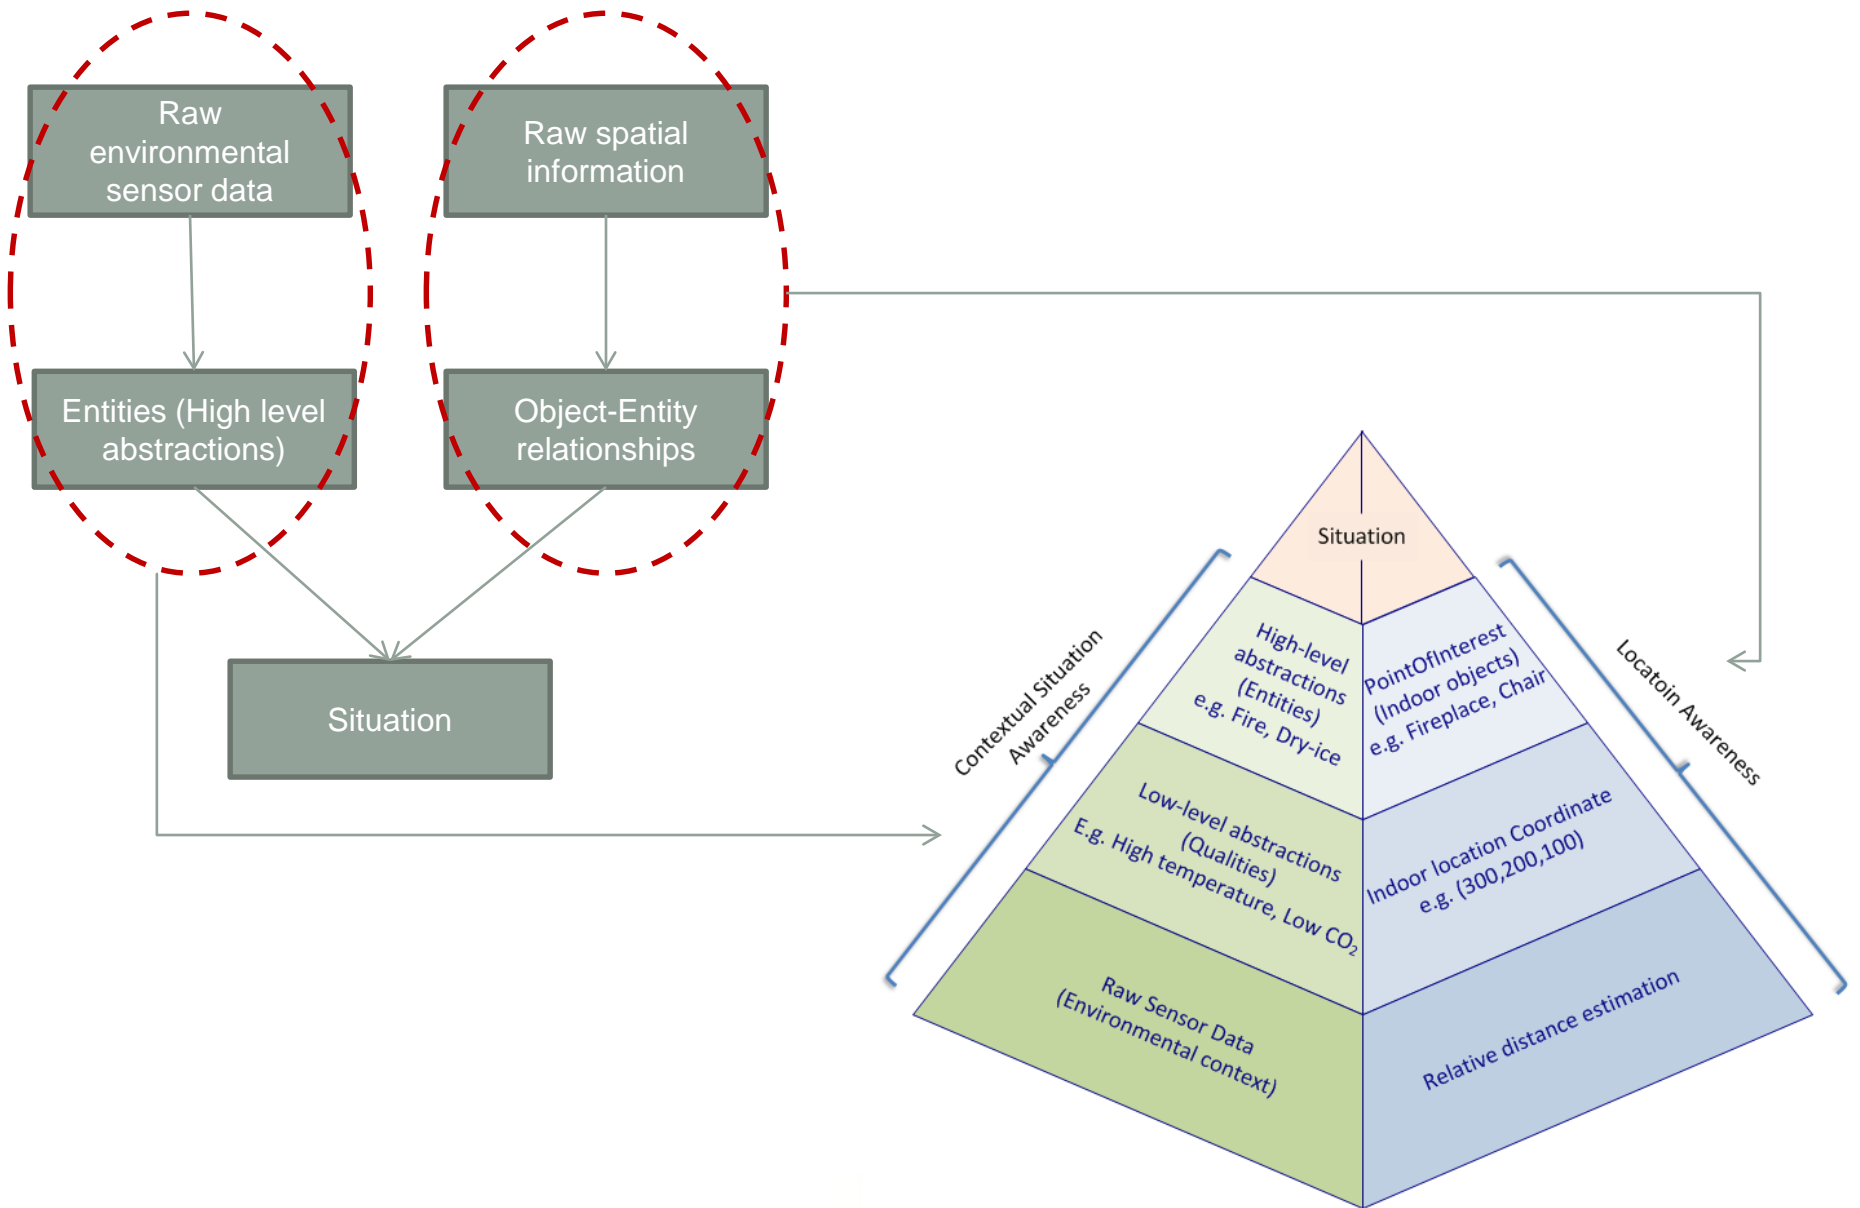 Raw
environmental
sensor data
Raw spatial
information
Entities (High level
abstractions)
Object-Entity
relationships
Situation
Situation
Contextual Situation
Awareness
High-level
abstractions
(Entities)
e.g. Fire, Dry-ice
PointOfInterest
(Indoor objects)
e.g. Fireplace, Chair
Locatoin Awareness
Low-level abstractions
(Qualities)
E.g. High temperature, Low CO₂
Indoor location Coordinate
e.g. (300,200,100)
Raw Sensor Data
(Environmental context)
Relative distance estimation